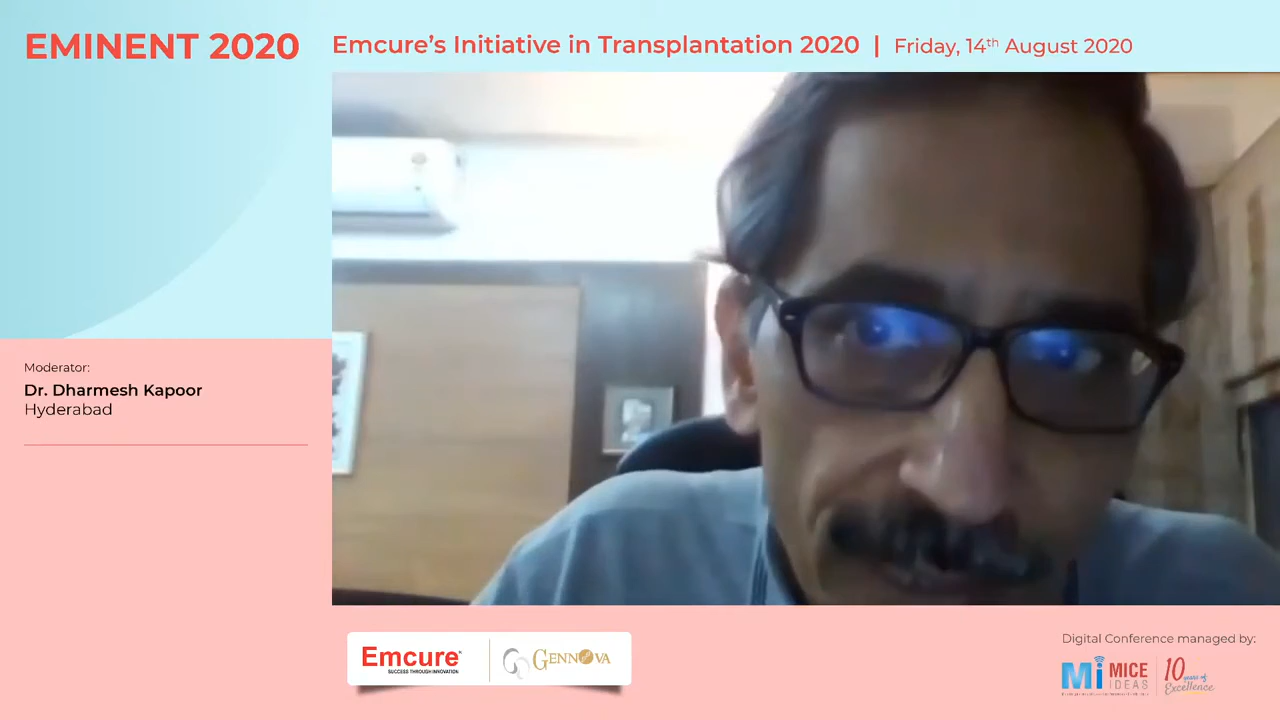 EMINENT 2020
Emcure's Initiative in Transplantation 2020 | Friday, 14th August 2020
Moderator:
Dr. Dharmesh Kapoor
Hyderabad
Emcure
SUCCESS THROUGH INNOVATION
GENNOVA
Digital Conference managed by:
Mi MICE IDEAS
10 years of Excellence